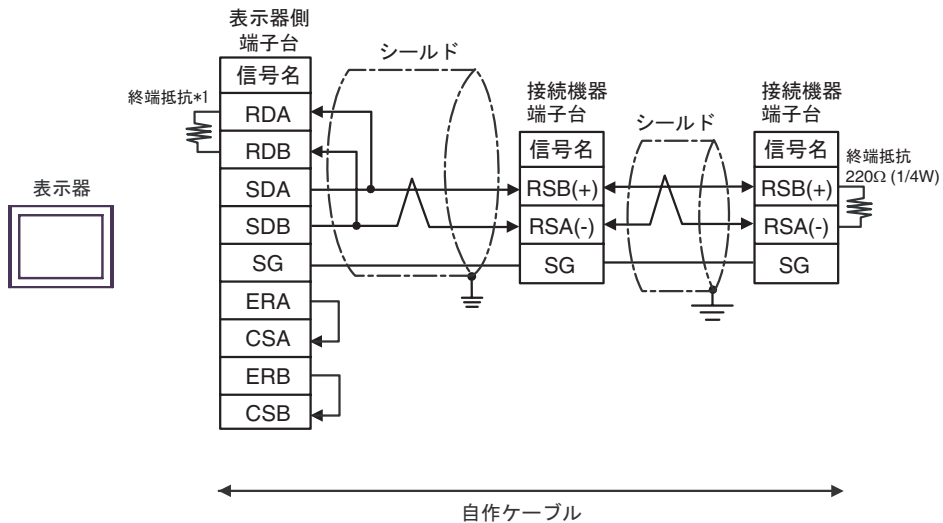 表示器側
端子台
信号名
終端抵抗*1
RDA
RDB
SDA
SDB
SG
ERA
CSA
ERB
CSB
表示器
シールド
接続機器
端子台
信号名
RSB(+)
RSA(-)
SG
シールド
接続機器
端子台
信号名
RSB(+)
RSA(-)
SG
終端抵抗
220Ω (1/4W)
自作ケーブル